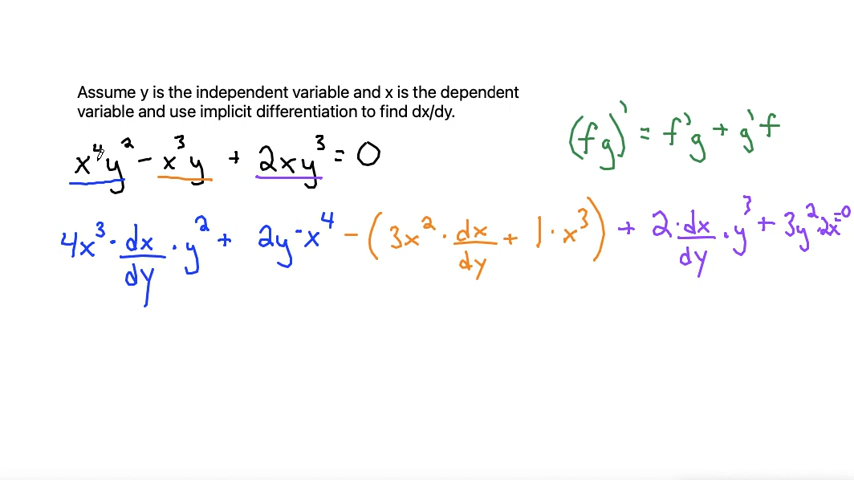 Assume y is the independent variable and x is the dependent
variable and use implicit differentiation to find dx/dy.
(fg)' = f'g + g'f
x⁴y² - x³y + 2xy³ = 0
4x³ · dx/dy · y² + 2y · x⁴ - (3x² · dx/dy + 1 · x³) + 2 · dx/dy · y³ + 3y² · 2x = 0